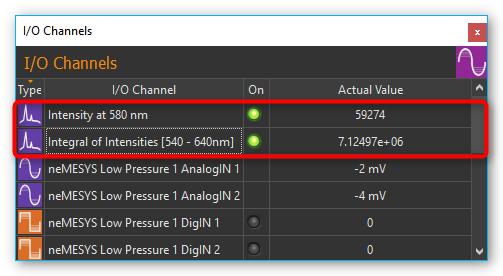 I/O Channels
x
I/O Channels
Type I/O Channel On Actual Value
Intensity at 580 nm 59274
Integral of Intensities [540 - 640nm] 7.12497e+06
neMESYS Low Pressure 1 AnalogIN 1 -2 mV
neMESYS Low Pressure 1 AnalogIN 2 -4 mV
neMESYS Low Pressure 1 DigIN 1 0
neMESYS Low Pressure 1 DigIN 2 0